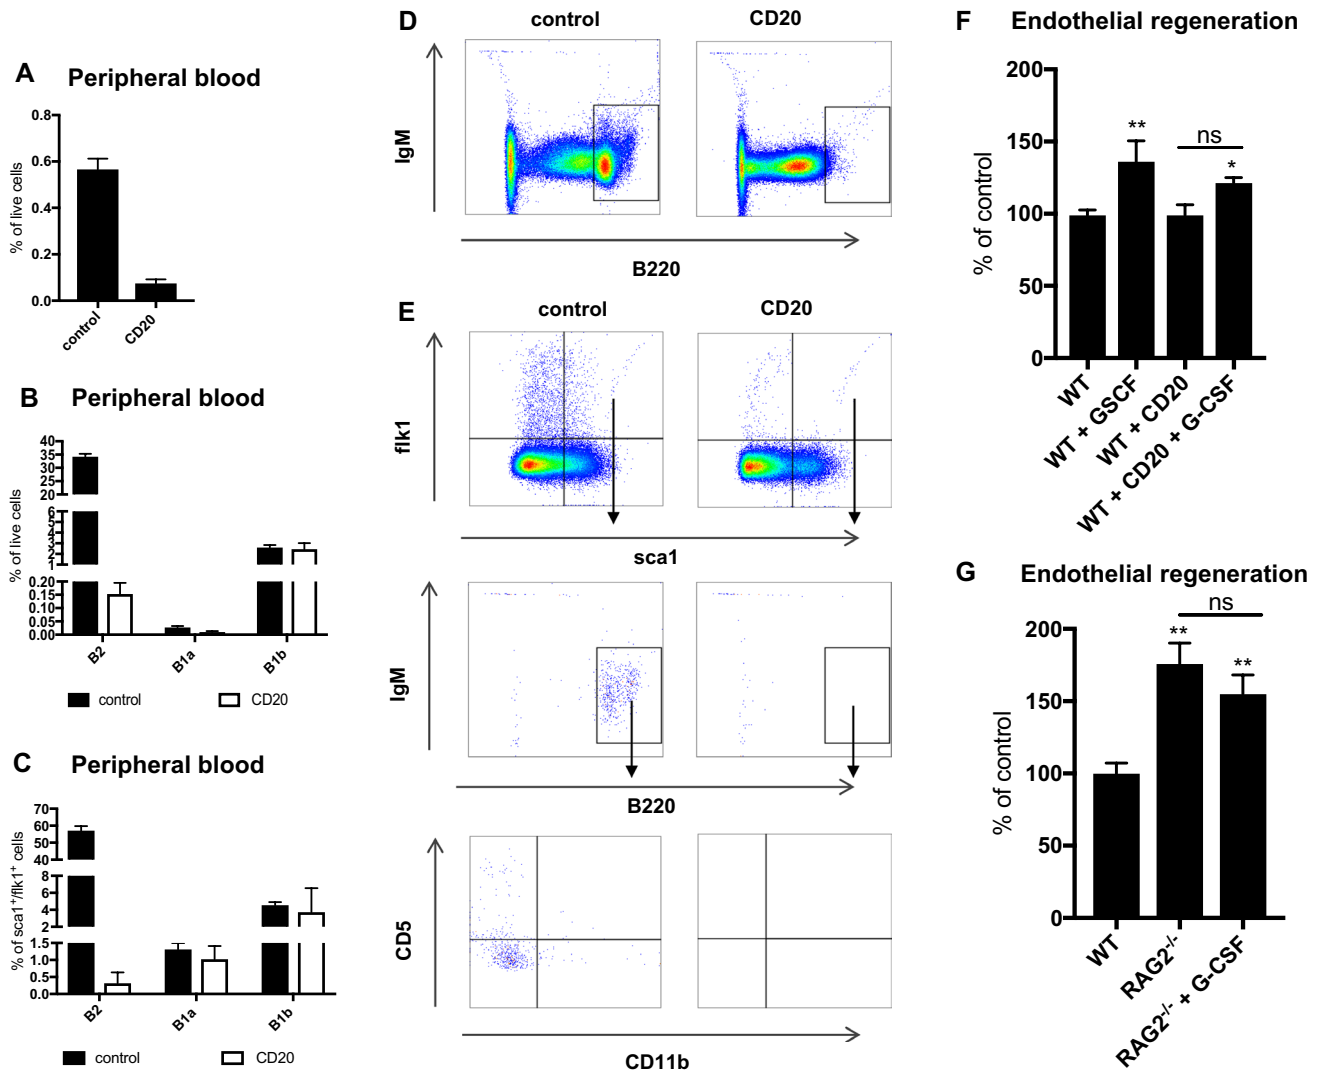 A Peripheral blood
% of live cells
0.8
0.6
0.4
0.2
0.0
control
CD20
B Peripheral blood
% of live cells
40
35
30
25
20
6
5
4
3
2
1
0.20
0.15
0.10
0.05
0.00
B2
B1a
B1b
control
CD20
C Peripheral blood
% of sca1⁺/flk1⁺ cells
70
60
50
40
8
6
4
2
1.5
1.0
0.5
0.0
B2
B1a
B1b
control
CD20
D
control
CD20
IgM
B220
E
control
CD20
flk1
sca1
IgM
B220
CD5
CD11b
F Endothelial regeneration
% of control
200
150
100
50
0
**
ns
*
WT
WT + GSCF
WT + CD20
WT + CD20 + G-CSF
G Endothelial regeneration
% of control
200
150
100
50
0
ns
**
**
WT
RAG2⁻/⁻
RAG2⁻/⁻ + G-CSF